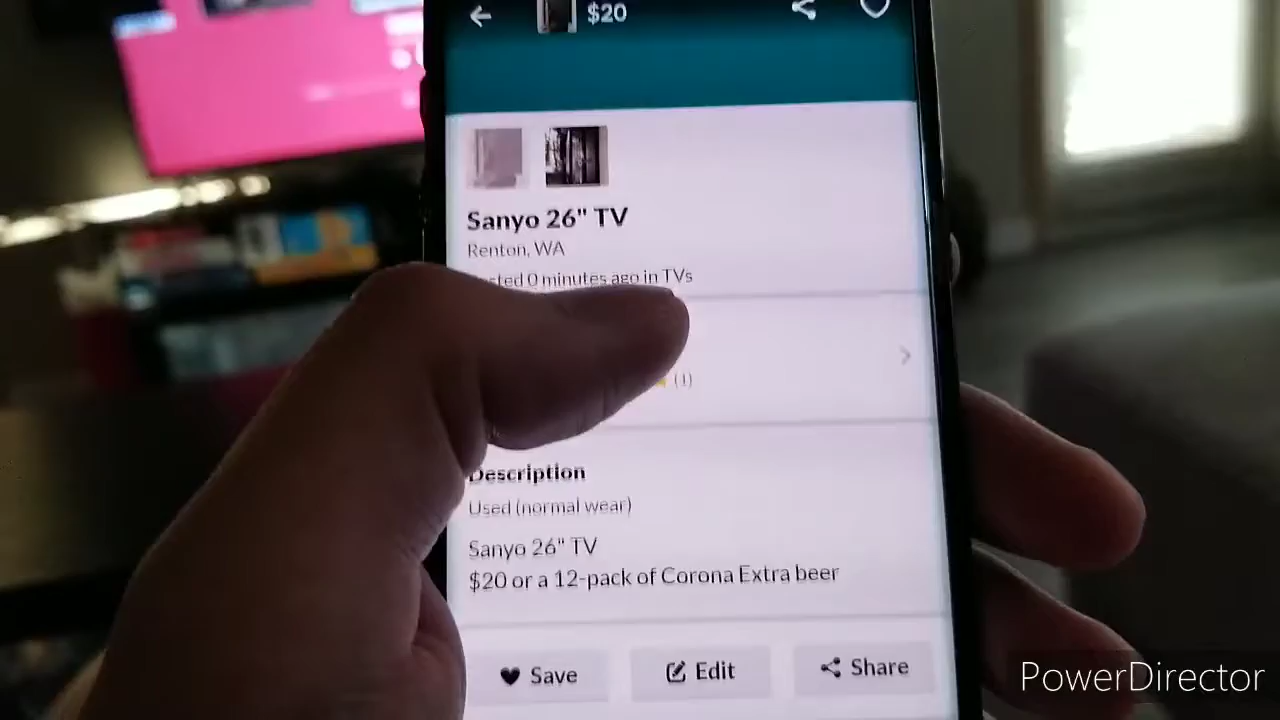 $20
Sanyo 26" TV
Renton, WA
0 minutes ago in TVs
(1)
Description
Used (normal wear)
Sanyo 26" TV
$20 or a 12-pack of Corona Extra beer
Save
Edit
Share
PowerDirector